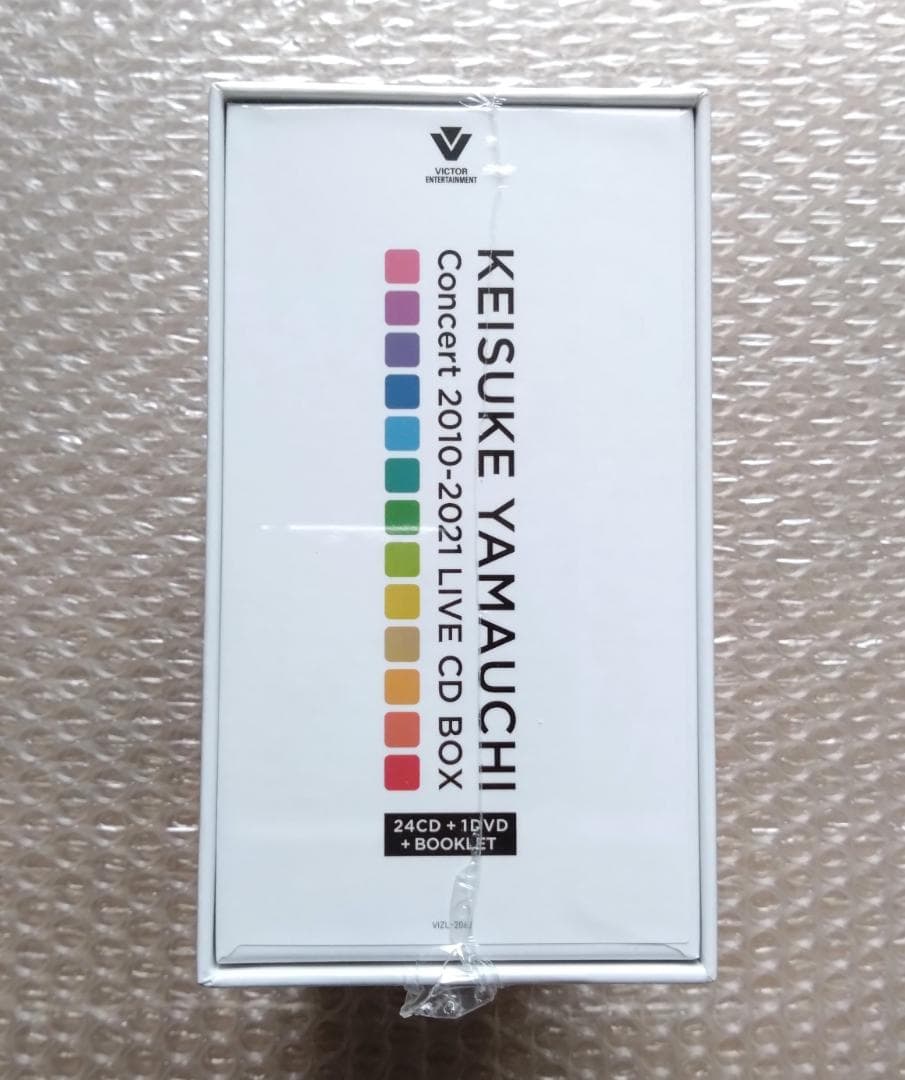 VICTOR
ENTERTAINMENT
KEISUKE YAMAUCHI
Concert 2010-2021 LIVE CD BOX
24CD + 1DVD
+ BOOKLET